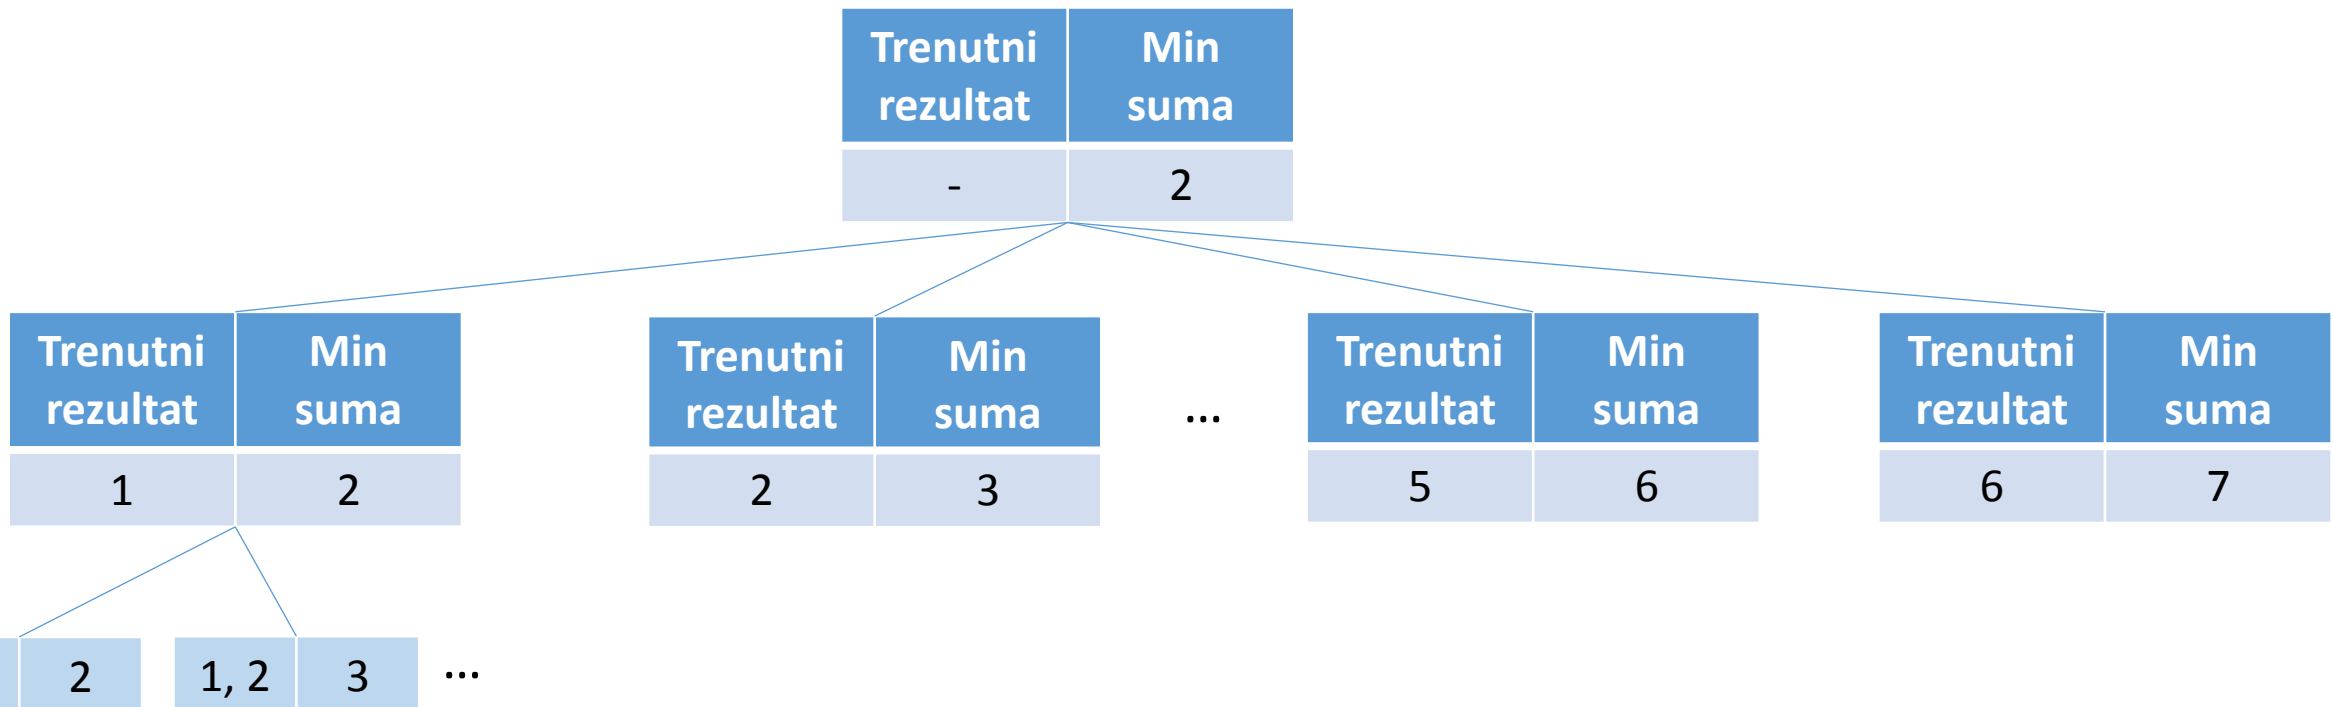 Trenutni rezultat Min suma
- 2
Trenutni rezultat Min suma
1 2
Trenutni rezultat Min suma
2 3
...
Trenutni rezultat Min suma
5 6
Trenutni rezultat Min suma
6 7
2
1, 2 3
...